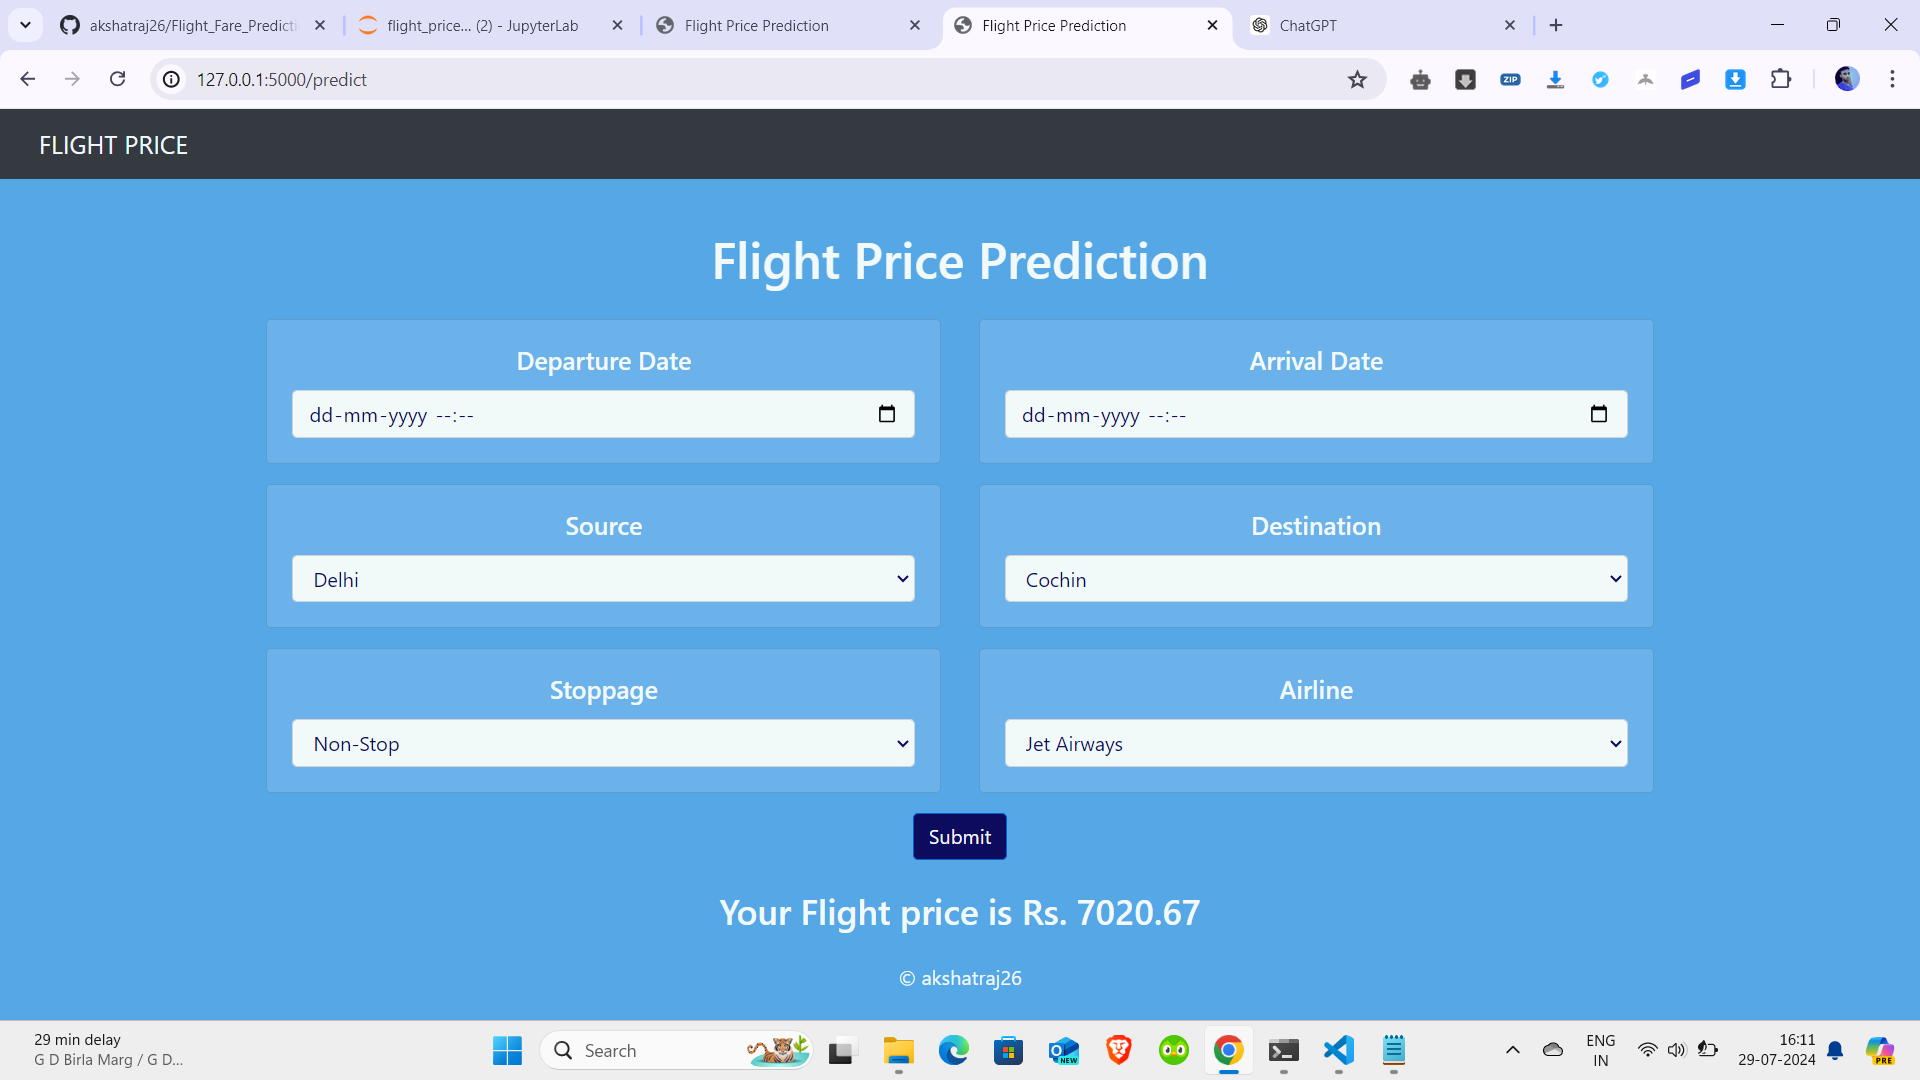 akshatraj26/Flight_Fare_Predicti
flight_price... (2) - JupyterLab
Flight Price Prediction
Flight Price Prediction
ChatGPT
127.0.0.1:5000/predict
ZIP
FLIGHT PRICE
Flight Price Prediction
Departure Date
Arrival Date
dd-mm-yyyy --:--
dd-mm-yyyy --:--
Source
Destination
Delhi
Cochin
Stoppage
Airline
Non-Stop
Jet Airways
Submit
Your Flight price is Rs. 7020.67
© akshatraj26
29 min delay
G D Birla Marg / G D...
Search
NEW
ENG
IN
16:11
29-07-2024
PRE